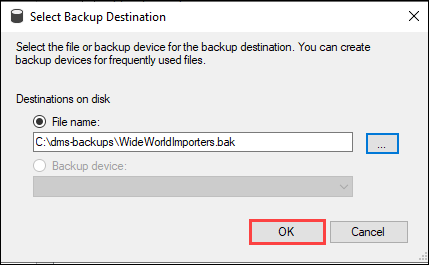 Select Backup Destination
Select the file or backup device for the backup destination. You can create
backup devices for frequently used files.
Destinations on disk
File name:
C:\dms-backups\WideWorldImporters.bak
...
Backup device:
OK
Cancel